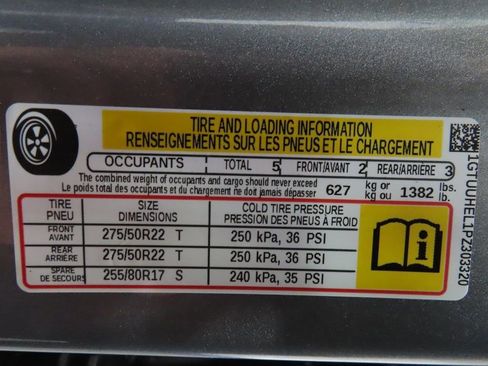 TIRE AND LOADING INFORMATION
RENSEIGNEMENTS SUR LES PNEUS ET LE CHARGEMENT
OCCUPANTS TOTAL 5 FRONT/AVANT 2 REAR/ARRIÈRE 3
The combined weight of occupants and cargo should never exceed
Le poids total des occupants et du chargement ne doit jamais dépasser 627 kg or kg ou 1382 lbs. lb.
TIRE PNEU SIZE DIMENSIONS COLD TIRE PRESSURE PRESSION DES PNEUS À FROID
FRONT AVANT 275/50R22 T 250 kPa, 36 PSI
REAR ARRIÈRE 275/50R22 T 250 kPa, 36 PSI
SPARE DE SECOURS 255/80R17 S 240 kPa, 35 PSI
1GTUUHEL1PZ303320